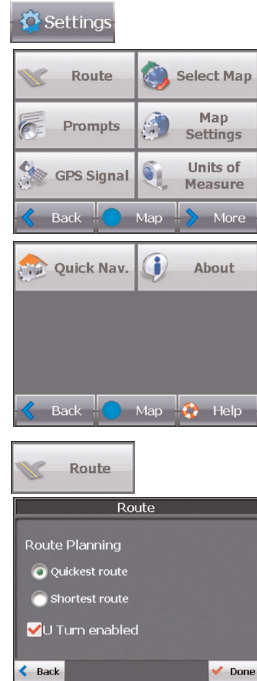 Settings
Route Select Map
Prompts Map Settings
GPS Signal Units of Measure
Back Map More
Quick Nav. About
Back Map Help
Route
Route
Route Planning
Quickest route
Shortest route
U Turn enabled
Back Done